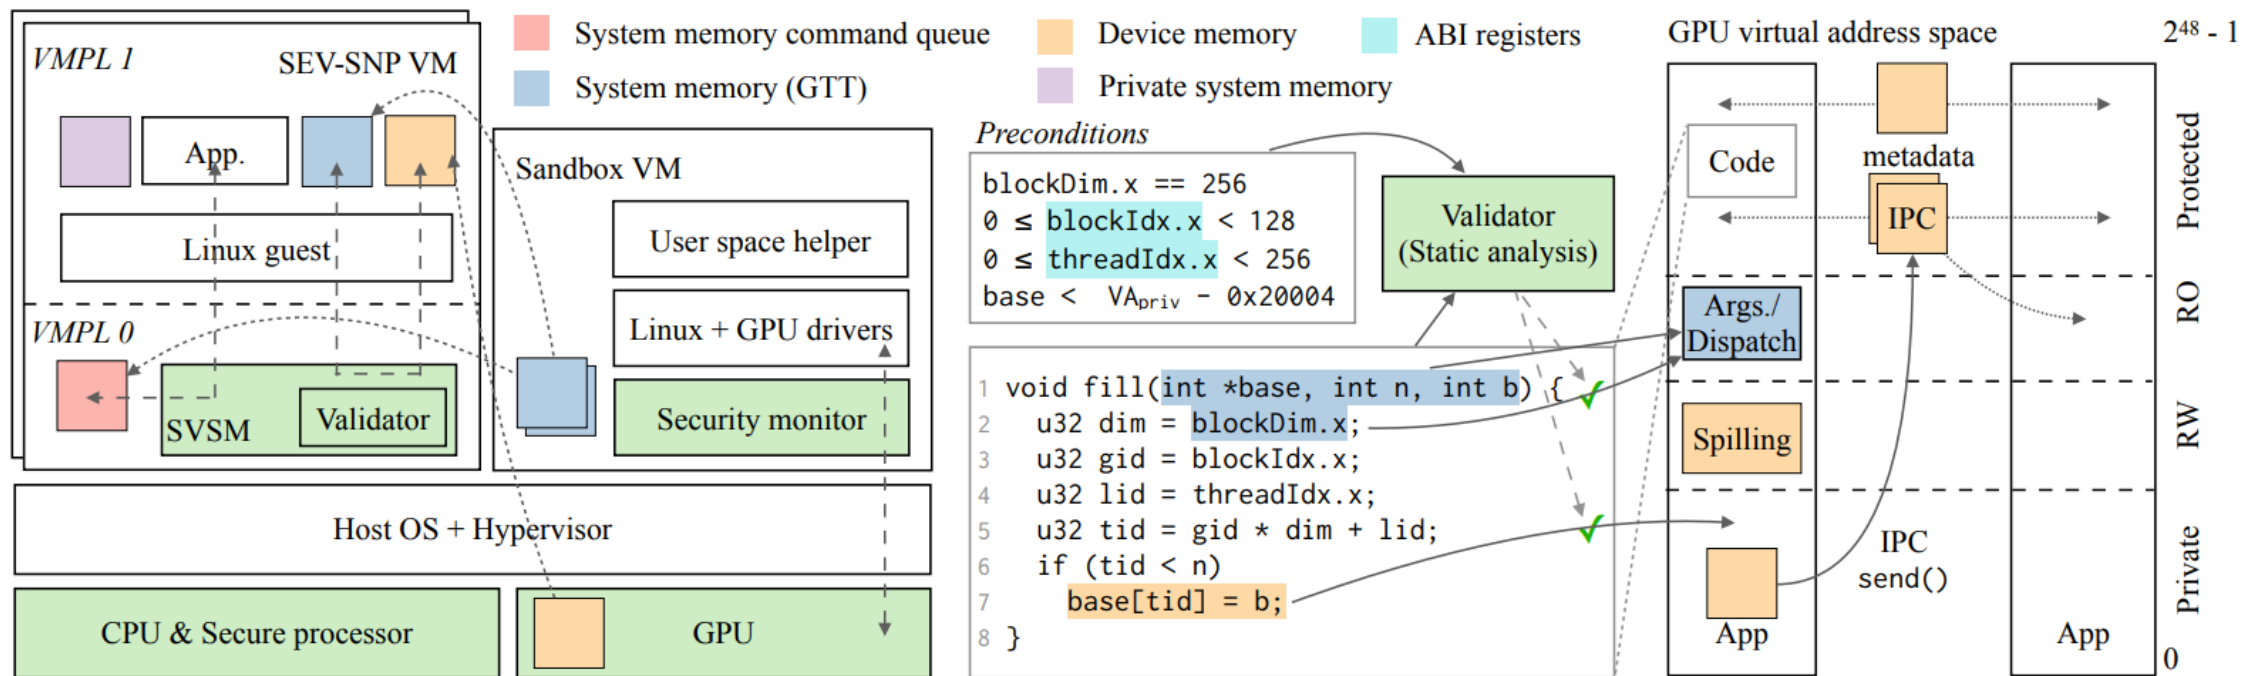 VMPL 1
SEV-SNP VM
App.
Linux guest
VMPL 0
SVSM
Validator
Sandbox VM
User space helper
Linux + GPU drivers
Security monitor
Host OS + Hypervisor
CPU & Secure processor
GPU
System memory command queue
System memory (GTT)
Device memory
Private system memory
ABI registers
Preconditions
blockDim.x == 256
0 ≤ blockIdx.x < 128
0 ≤ threadIdx.x < 256
base < VApriv - 0x20004
Validator
(Static analysis)
1 void fill(int *base, int n, int b) {
2 u32 dim = blockDim.x;
3 u32 gid = blockIdx.x;
4 u32 lid = threadIdx.x;
5 u32 tid = gid * dim + lid;
6 if (tid < n)
7 base[tid] = b;
8 }
GPU virtual address space
2⁴⁸ - 1
Code
metadata
IPC
Args./
Dispatch
Spilling
IPC
send()
App
App
Protected
RO
RW
Private
0